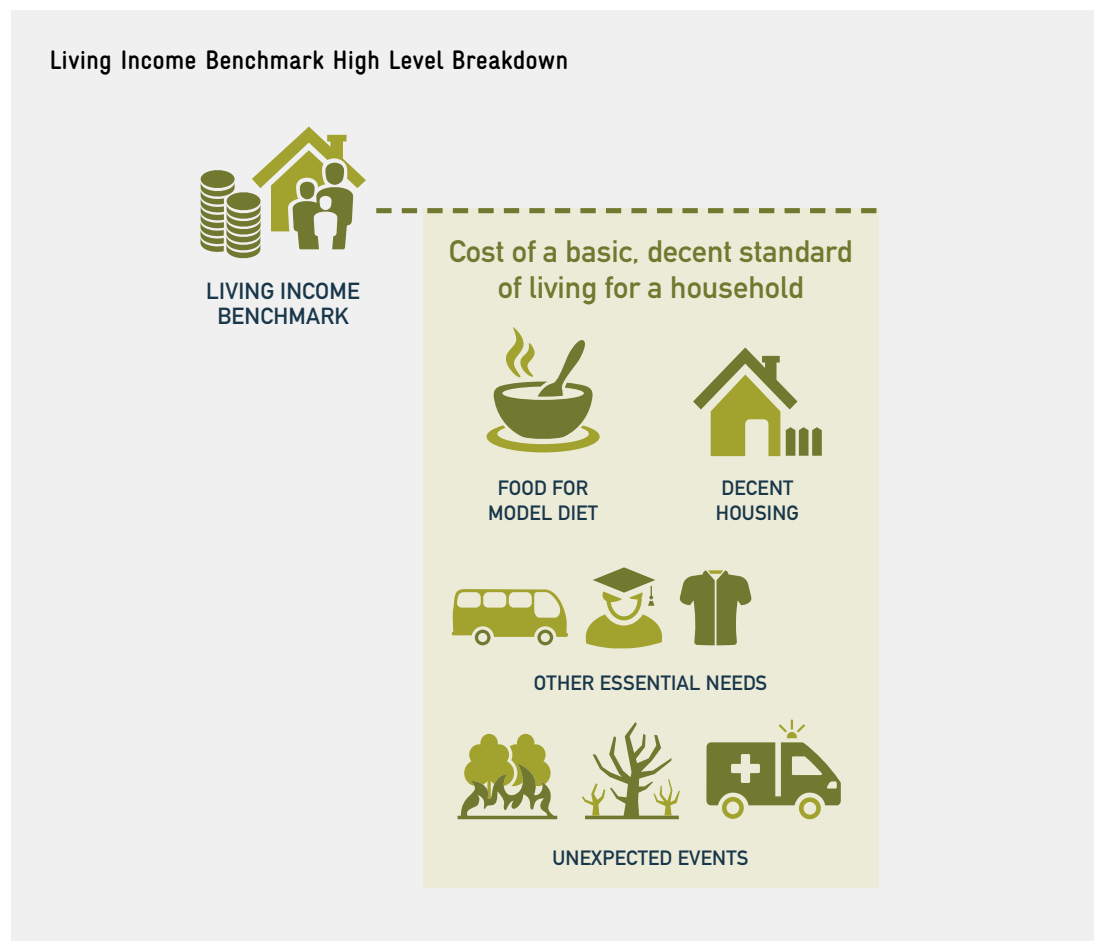 Living Income Benchmark High Level Breakdown
LIVING INCOME
BENCHMARK
Cost of a basic, decent standard
of living for a household
FOOD FOR
MODEL DIET
DECENT
HOUSING
OTHER ESSENTIAL NEEDS
UNEXPECTED EVENTS